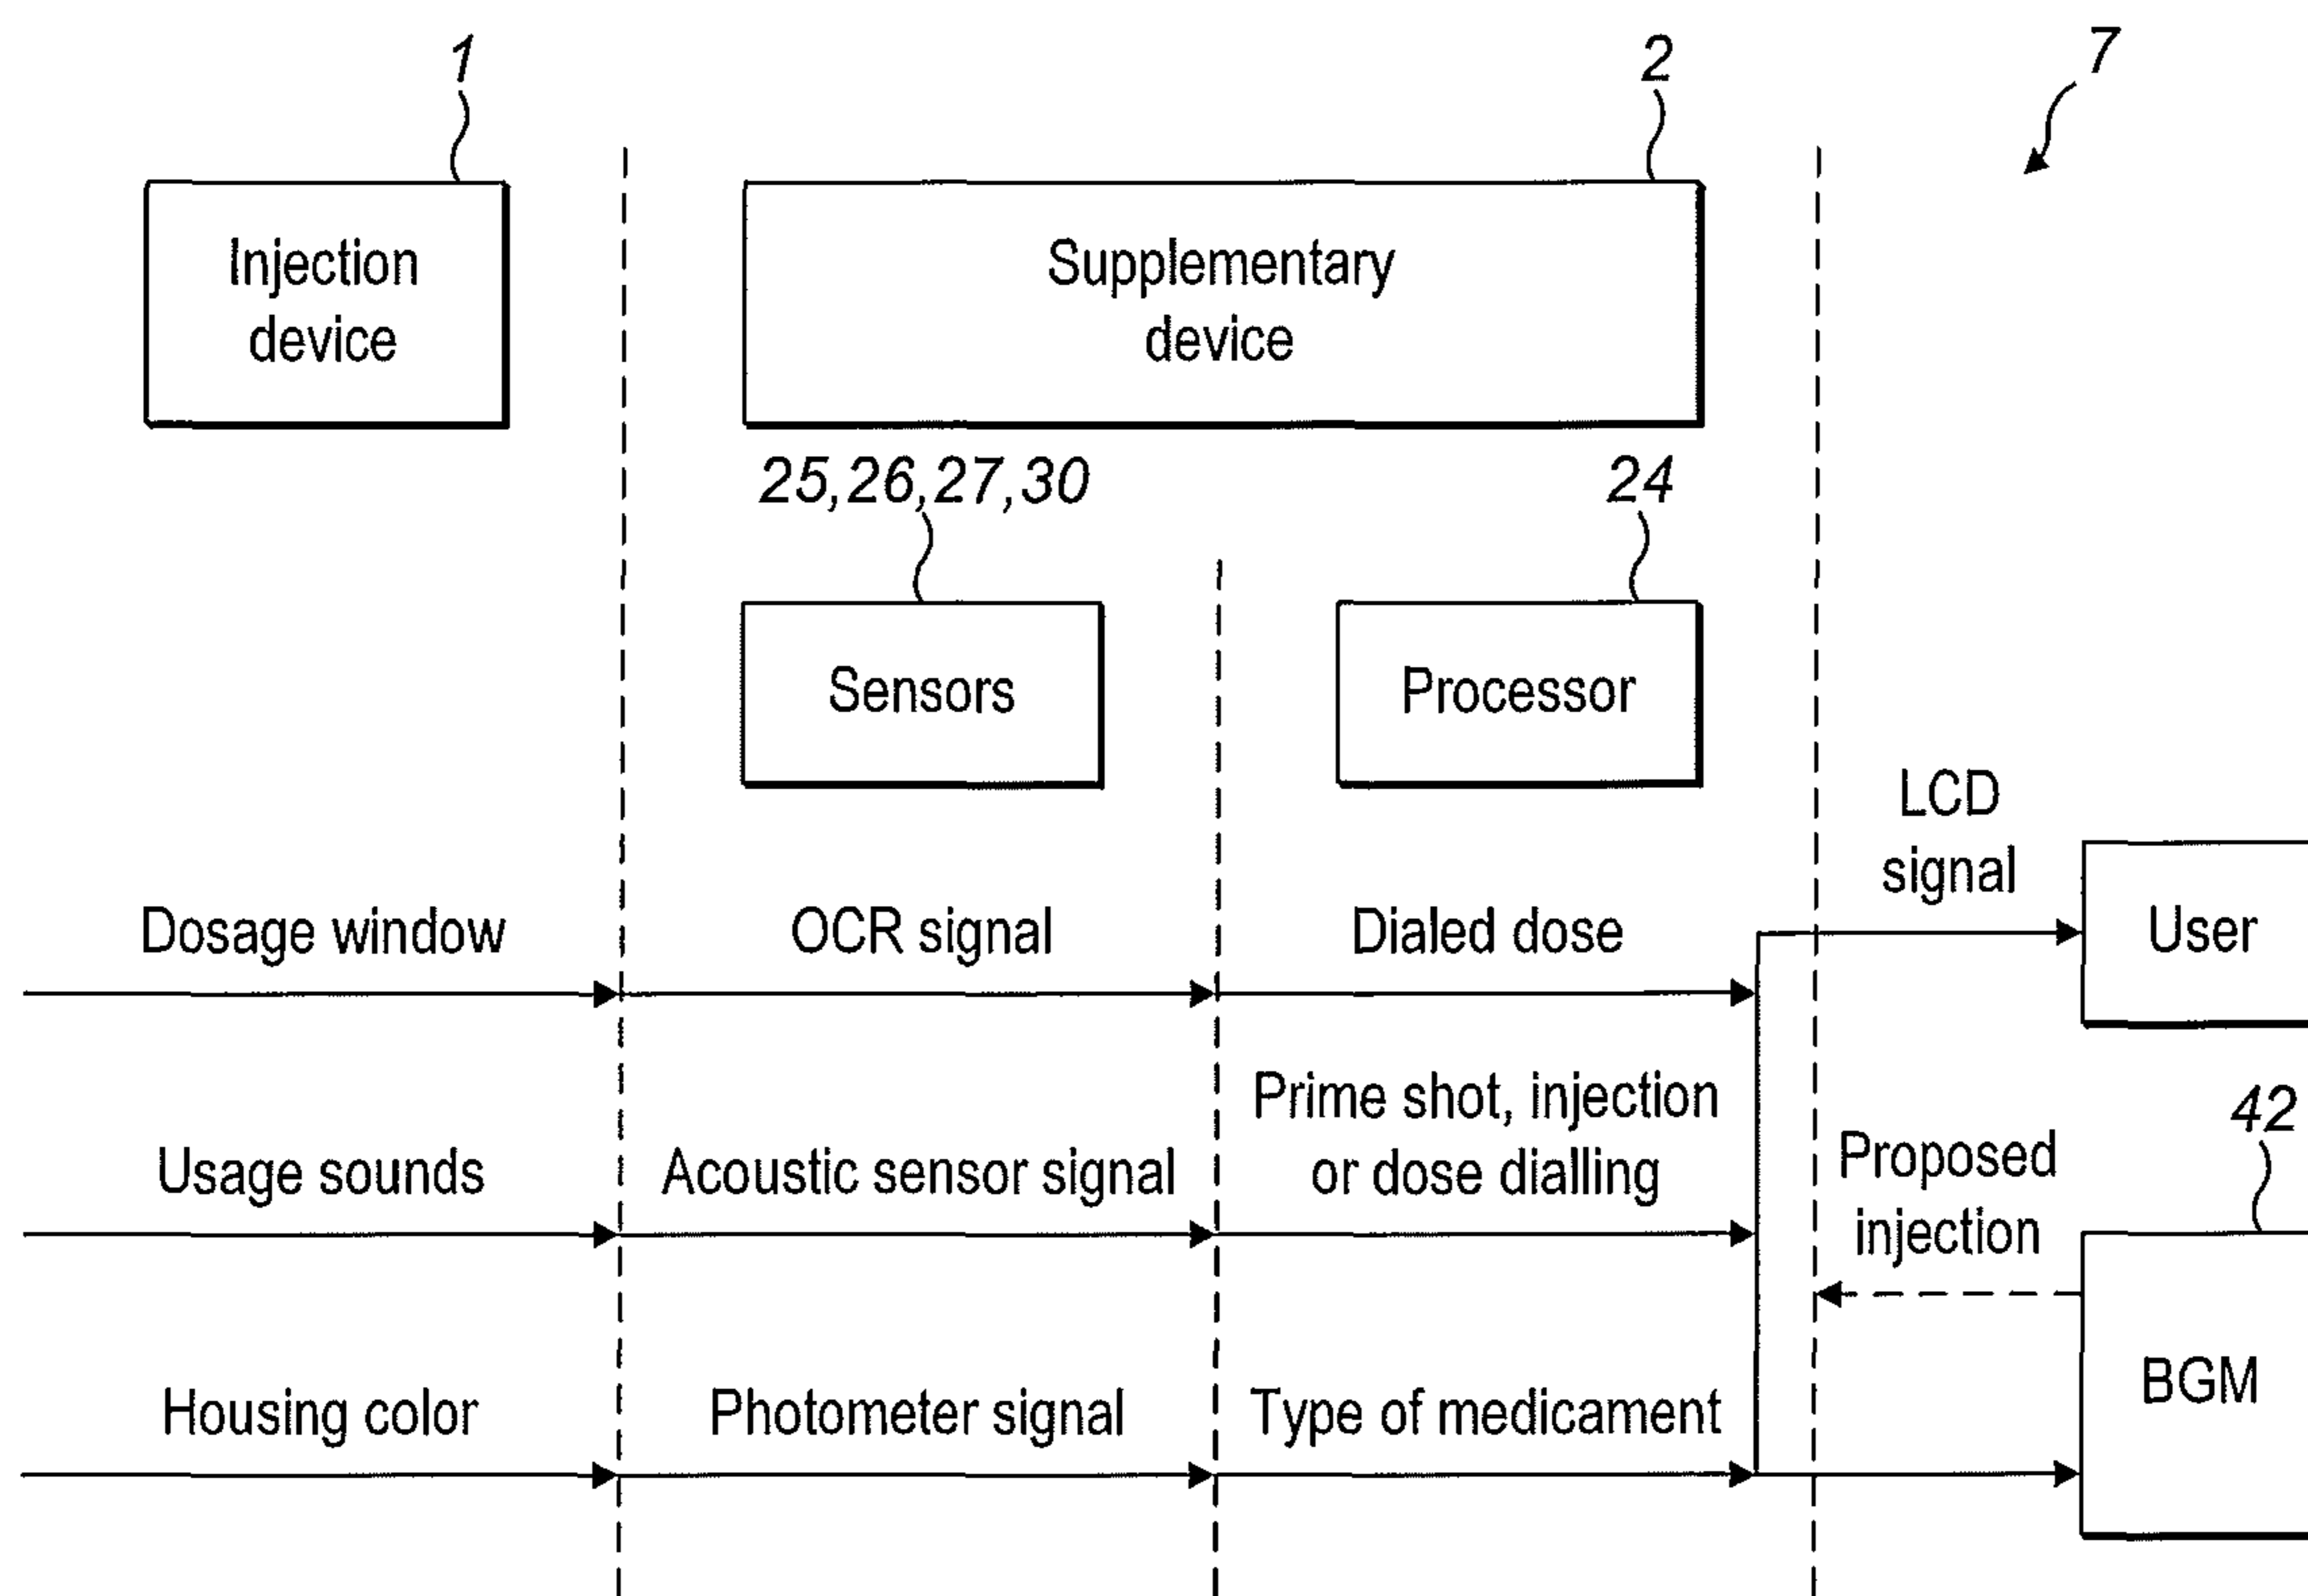 1
2
7
Injection
device
Supplementary
device
25,26,27,30
24
Sensors
Processor
LCD
signal
User
Dosage window
OCR signal
Dialed dose
Prime shot, injection
or dose dialling
Usage sounds
Acoustic sensor signal
Proposed
injection
42
BGM
Housing color
Photometer signal
Type of medicament